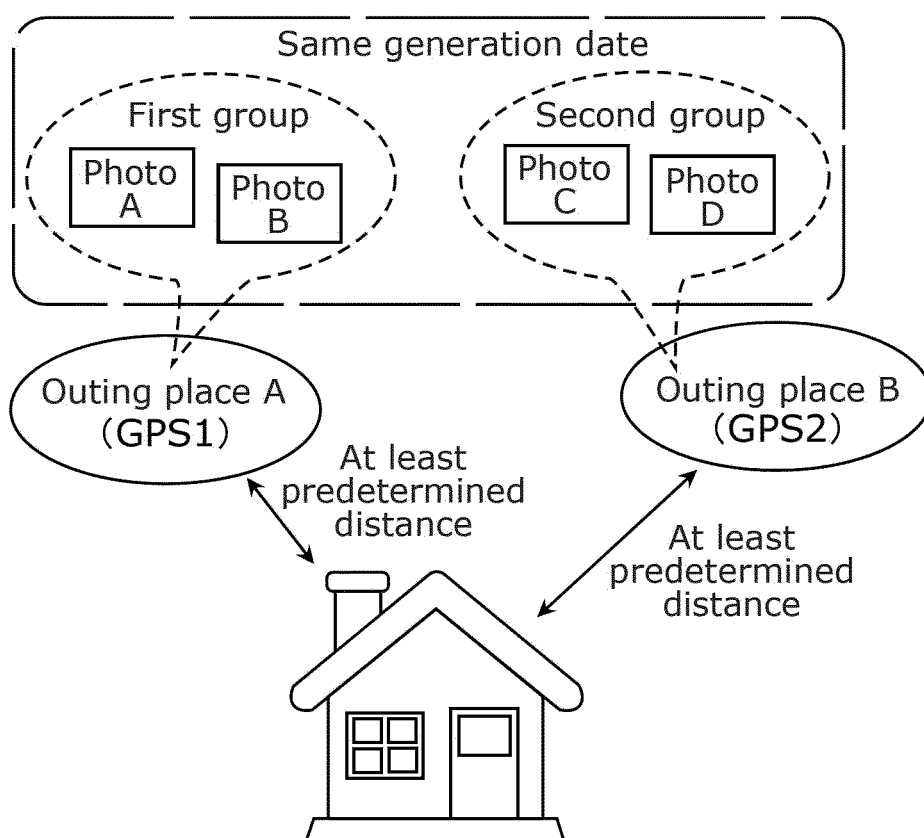 Same generation date
First group
Photo
A
Photo
B
Second group
Photo
C
Photo
D
Outing place A
(GPS1)
Outing place B
(GPS2)
At least
predetermined
distance
At least
predetermined
distance